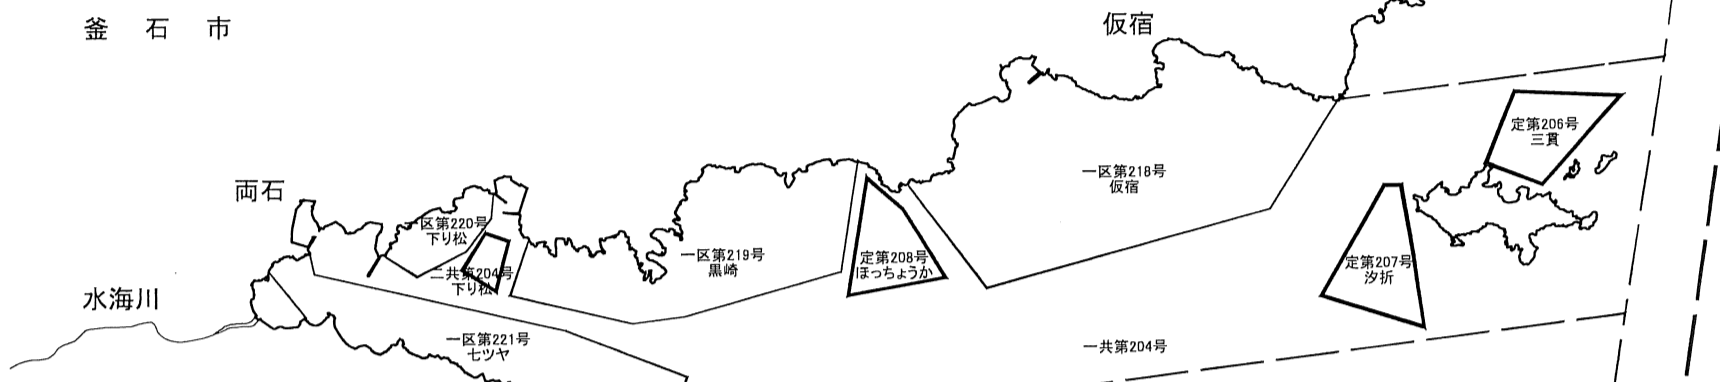 釜石市
仮宿
定第206号
三貫
一区第218号
仮宿
両石
一区第220号
下り松
一区第219号
黒崎
定第208号
ほっちょうか
定第207号
汐折
二共第204号
下り松
水海川
一区第221号
七ツヤ
一共第204号